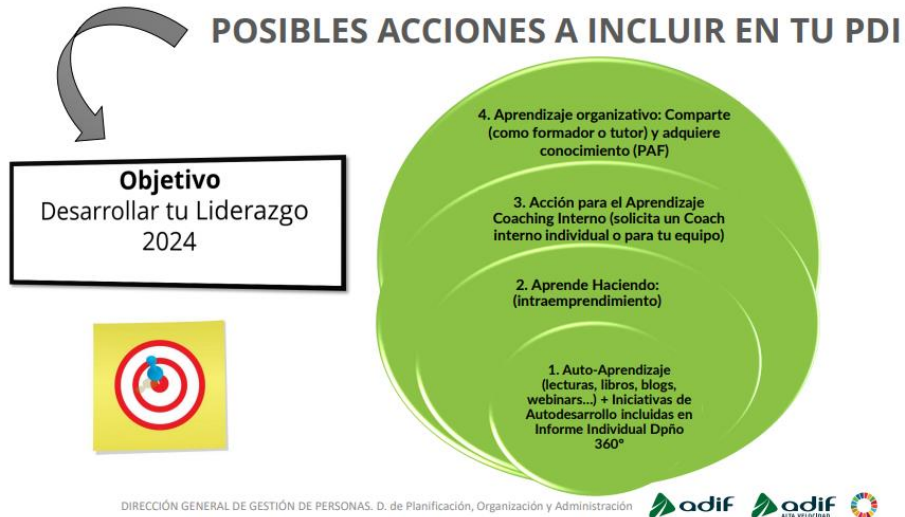 POSIBLES ACCIONES A INCLUIR EN TU PDI
Objetivo
Desarrollar tu Liderazgo
2024
4. Aprendizaje organizativo: Comparte
(como formador o tutor) y adquiere
conocimiento (PAF)
3. Acción para el Aprendizaje
Coaching Interno (solicita un Coach
interno individual o para tu equipo)
2. Aprende Haciendo:
(intraemprendimiento)
1. Auto-Aprendizaje
(lecturas, libros, blogs,
webinars...) + Iniciativas de
Autodesarrollo incluidas en
Informe Individual Dpño
360º
DIRECCIÓN GENERAL DE GESTIÓN DE PERSONAS. D. de Planificación, Organización y Administración
adif
adif
ALTA VELOCIDAD